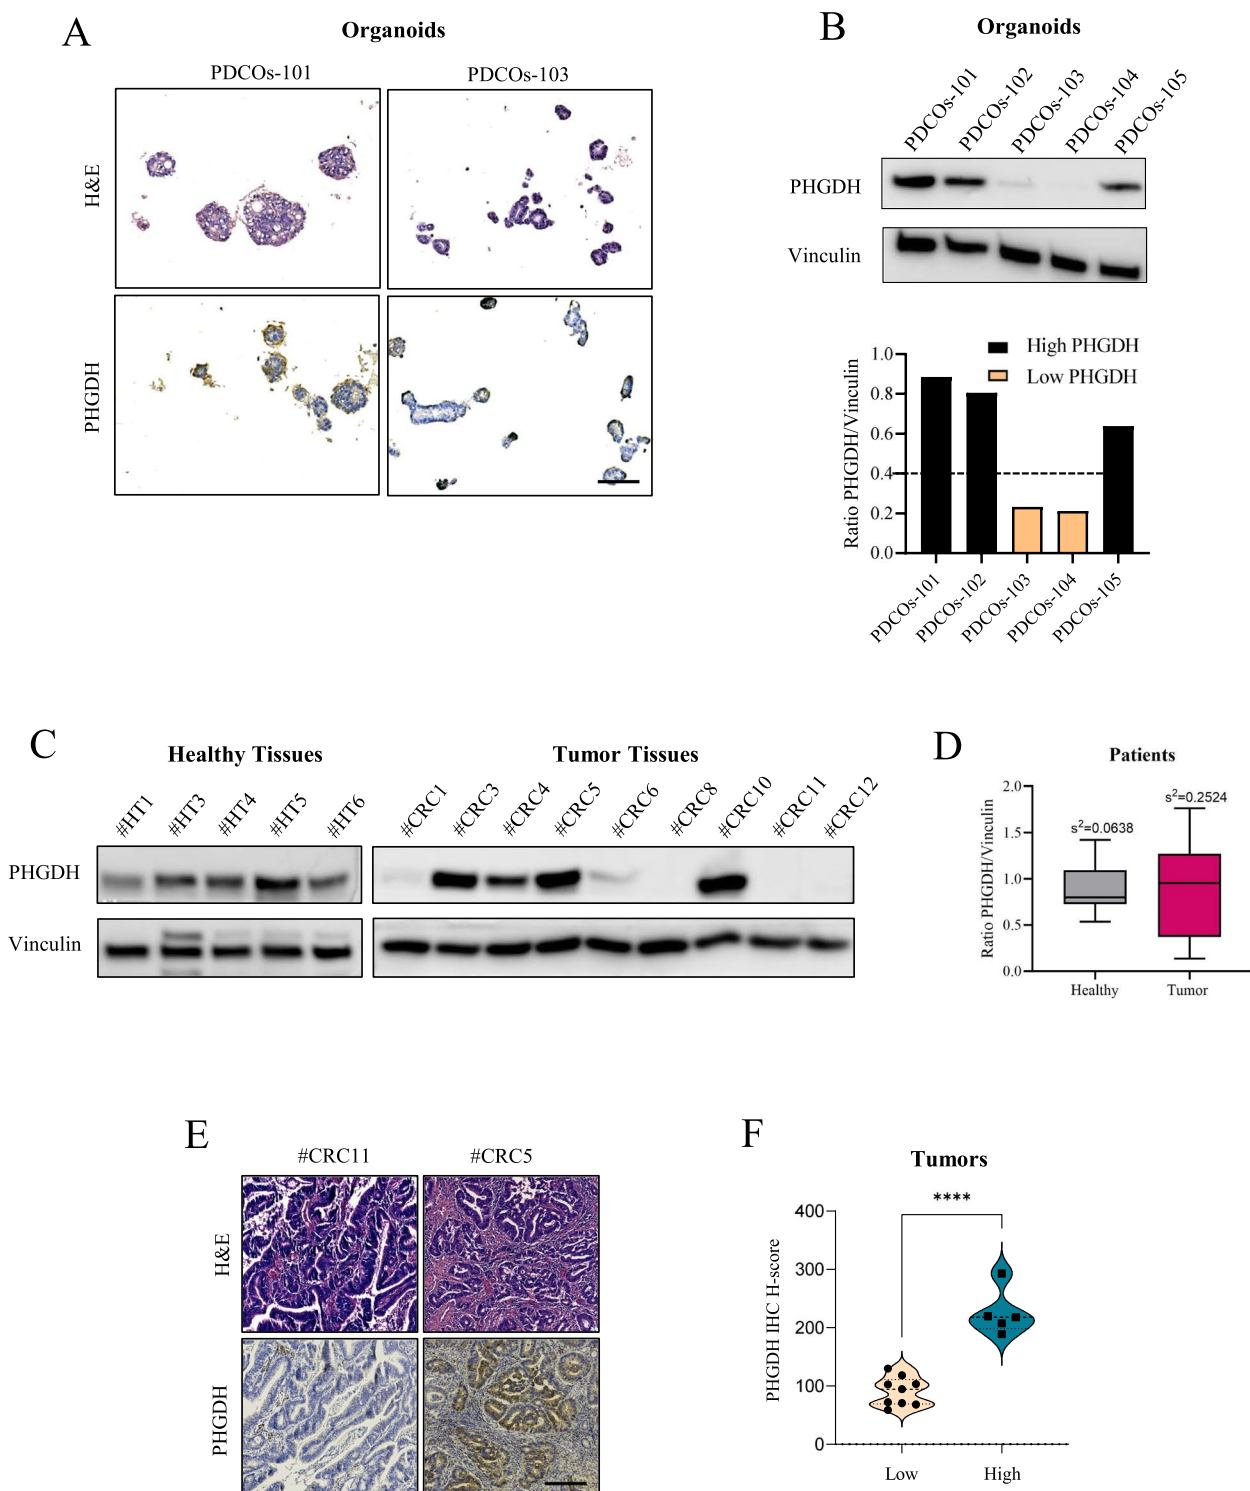 A
Organoids
PDCOs-101
PDCOs-103
H&E
PHGDH
B
Organoids
PDCOs-101
PDCOs-102
PDCOs-103
PDCOs-104
PDCOs-105
PHGDH
Vinculin
High PHGDH
Low PHGDH
Ratio PHGDH/Vinculin
1.0
0.8
0.6
0.4
0.2
0.0
PDCOs-101
PDCOs-102
PDCOs-103
PDCOs-104
PDCOs-105
C
Healthy Tissues
Tumor Tissues
#HT1
#HT3
#HT4
#HT5
#HT6
#CRC1
#CRC3
#CRC4
#CRC5
#CRC6
#CRC8
#CRC10
#CRC11
#CRC12
PHGDH
Vinculin
D
Patients
Ratio PHGDH/Vinculin
2.0
1.5
1.0
0.5
0.0
s²=0.0638
s²=0.2524
Healthy
Tumor
E
#CRC11
#CRC5
H&E
PHGDH
F
Tumors
****
PHGDH IHC H-score
400
300
200
100
0
Low
High